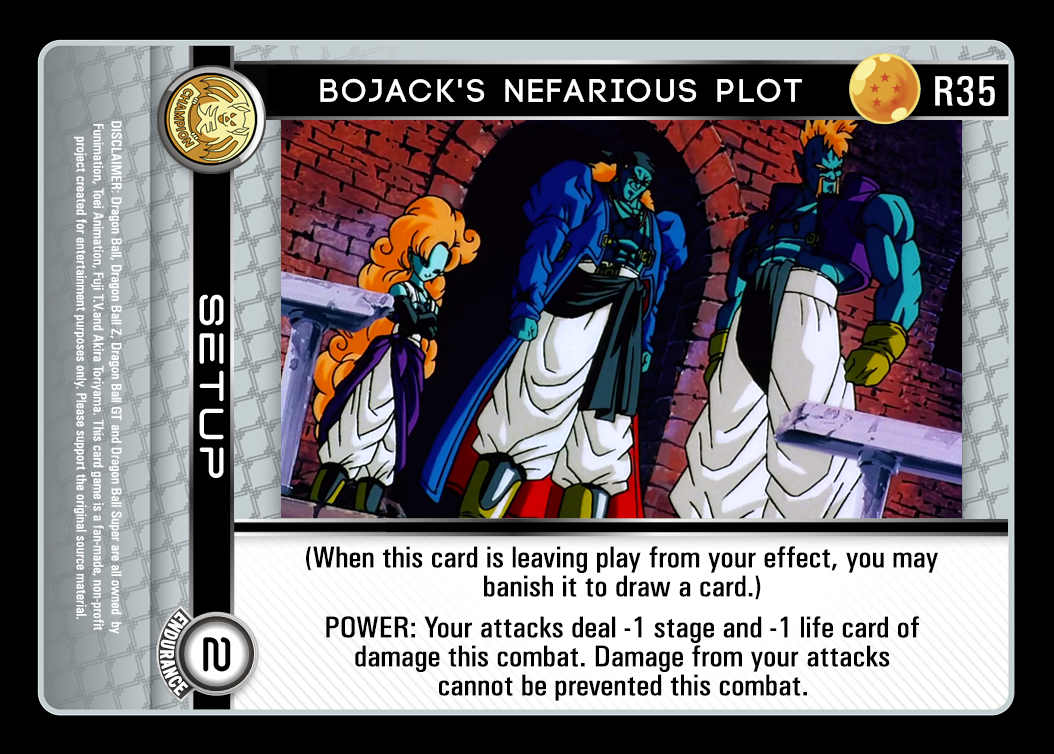 BOJACK'S NEFARIOUS PLOT
R35
CHAMPION
SETUP
DISCLAIMER: Dragon Ball, Dragon Ball Z, Dragon Ball GT and Dragon Ball Super are all owned by
Funimation, Toei Animation, Fuji T.V.and Akira Toriyama. This card game is a fan-made, non-profit
project created for entertainment purposes only. Please support the original source material.
(When this card is leaving play from your effect, you may
banish it to draw a card.)
POWER: Your attacks deal -1 stage and -1 life card of
damage this combat. Damage from your attacks
cannot be prevented this combat.
ENDURANCE
2